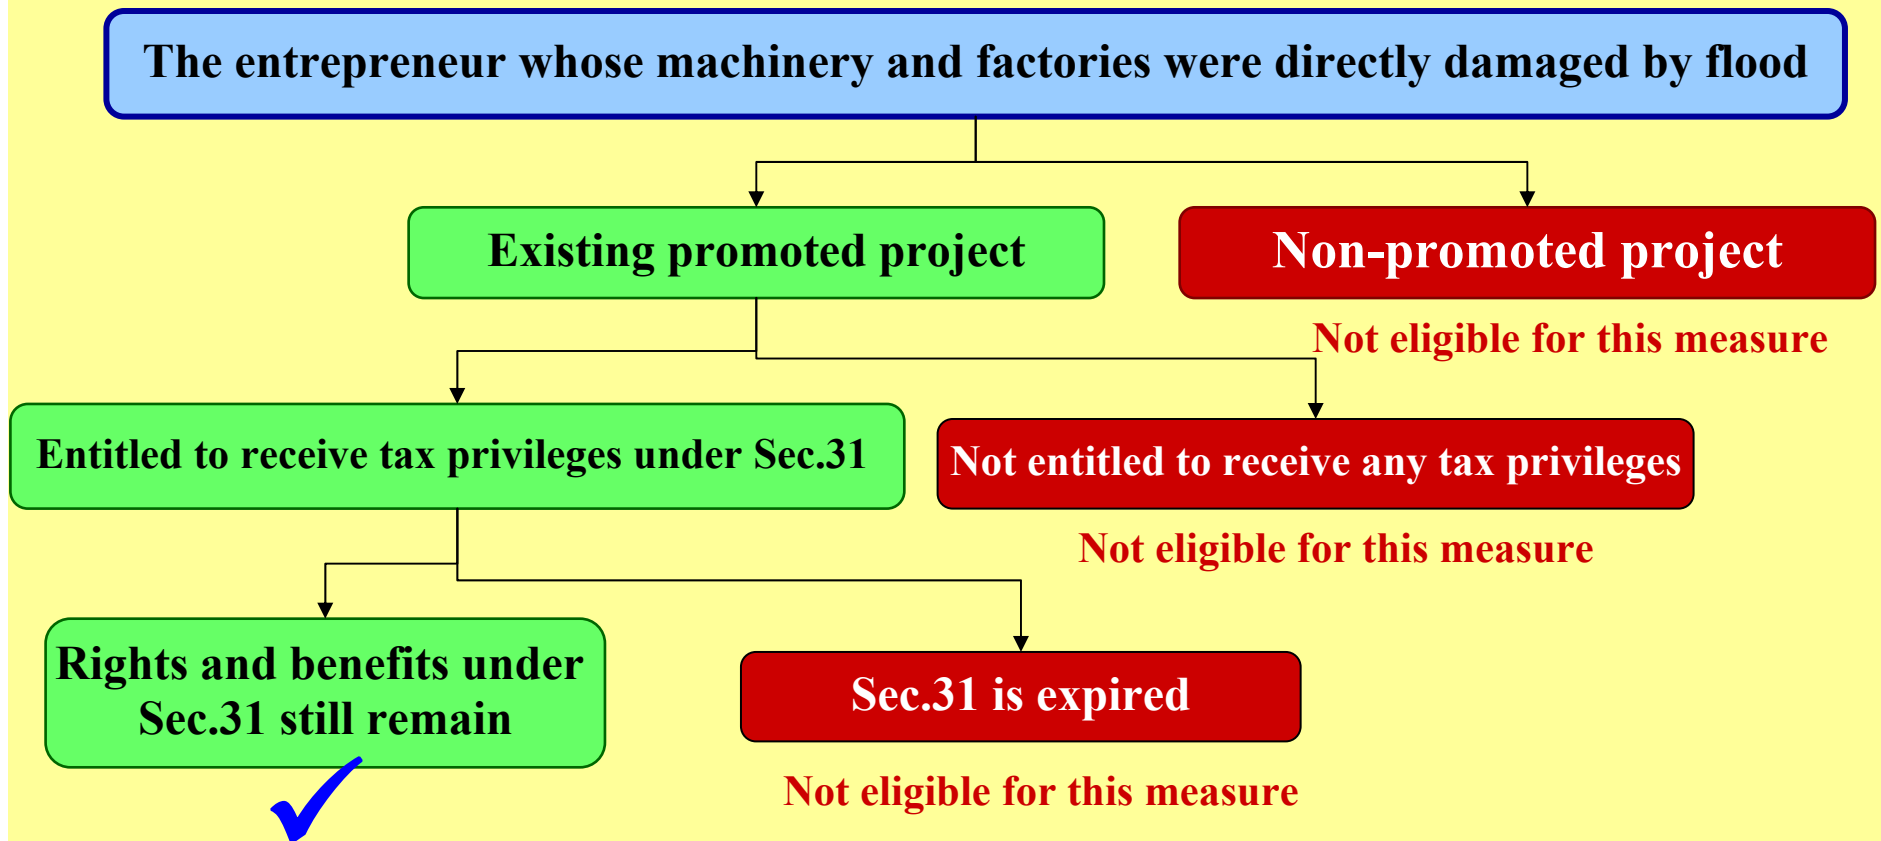 The entrepreneur whose machinery and factories were directly damaged by flood
Existing promoted project
Non-promoted project
Not eligible for this measure
Entitled to receive tax privileges under Sec.31
Not entitled to receive any tax privileges
Not eligible for this measure
Rights and benefits under
Sec.31 still remain
Sec.31 is expired
Not eligible for this measure